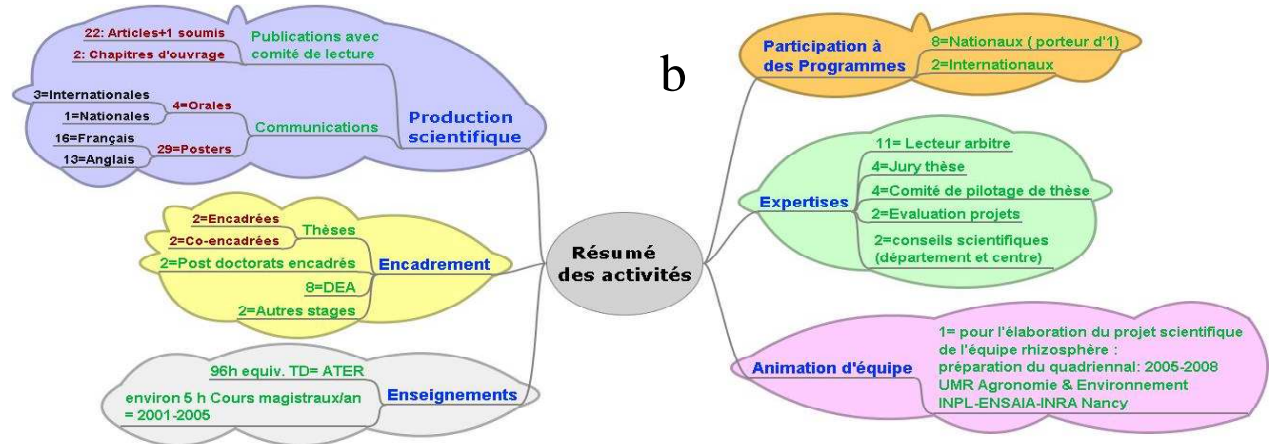 22: Articles+1 soumis
2: Chapitres d'ouvrage
Publications avec
comité de lecture
3=Internationales
1=Nationales
4=Orales
16=Français
13=Anglais
29=Posters
Communications
Production
scientifique
2=Encadrées
2=Co-encadrées
Thèses
2=Post doctorats encadrés
8=DEA
2=Autres stages
Encadrement
96h equiv. TD= ATER
environ 5 h Cours magistraux/an
= 2001-2005
Enseignements
Résumé
des activités
b
Participation à
des Programmes
8=Nationaux ( porteur d'1)
2=Internationaux
Expertises
11= Lecteur arbitre
4=Jury thèse
4=Comité de pilotage de thèse
2=Evaluation projets
2=conseils scientifiques
(département et centre)
Animation d'équipe
1= pour l'élaboration du projet scientifique
de l'équipe rhizosphère :
préparation du quadriennal: 2005-2008
UMR Agronomie & Environnement
INPL-ENSAIA-INRA Nancy